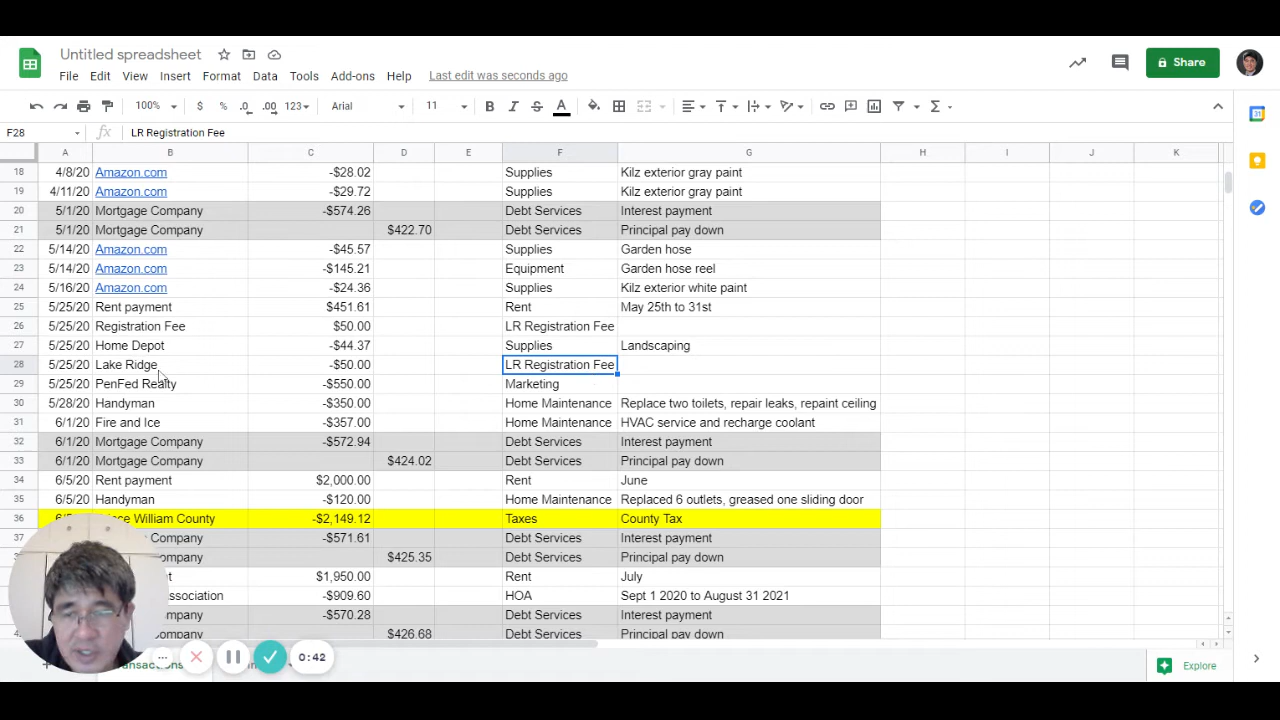 Untitled spreadsheet
File Edit View Insert Format Data Tools Add-ons Help Last edit was seconds ago
Share
100% $ % .0 .00 123 Arial 11 B I S A Σ
F28 fx LR Registration Fee
A B C D E F G H I J K
18 4/8/20 Amazon.com -$28.02 Supplies Kilz exterior gray paint
19 4/11/20 Amazon.com -$29.72 Supplies Kilz exterior gray paint
20 5/1/20 Mortgage Company -$574.26 Debt Services Interest payment
21 5/1/20 Mortgage Company $422.70 Debt Services Principal pay down
22 5/14/20 Amazon.com -$45.57 Supplies Garden hose
23 5/14/20 Amazon.com -$145.21 Equipment Garden hose reel
24 5/16/20 Amazon.com -$24.36 Supplies Kilz exterior white paint
25 5/25/20 Rent payment $451.61 Rent May 25th to 31st
26 5/25/20 Registration Fee $50.00 LR Registration Fee
27 5/25/20 Home Depot -$44.37 Supplies Landscaping
28 5/25/20 Lake Ridge -$50.00 LR Registration Fee
29 5/25/20 PenFed Realty -$550.00 Marketing
30 5/28/20 Handyman -$350.00 Home Maintenance Replace two toilets, repair leaks, repaint ceiling
31 6/1/20 Fire and Ice -$357.00 Home Maintenance HVAC service and recharge coolant
32 6/1/20 Mortgage Company -$572.94 Debt Services Interest payment
33 6/1/20 Mortgage Company $424.02 Debt Services Principal pay down
34 6/5/20 Rent payment $2,000.00 Rent June
35 6/5/20 Handyman -$120.00 Home Maintenance Replaced 6 outlets, greased one sliding door
36 William County -$2,149.12 Taxes County Tax
37 Company -$571.61 Debt Services Interest payment
Company $425.35 Debt Services Principal pay down
$1,950.00 Rent July
ssociation -$909.60 HOA Sept 1 2020 to August 31 2021
Company -$570.28 Debt Services Interest payment
ompany $426.68 Debt Services Principal pay down
0:42
Explore